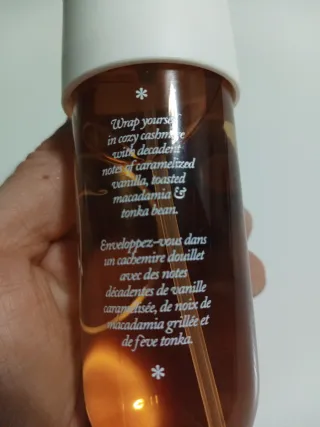 *
Wrap yourself
in cozy cashmere
with decadent
notes of caramelized
vanilla, toasted
macadamia &
tonka bean.
Enveloppez-vous dans
un cachemire douillet
avec des notes
décadentes de vanille
caramélisée, de noix de
macadamia grillée et
de fève tonka.
*